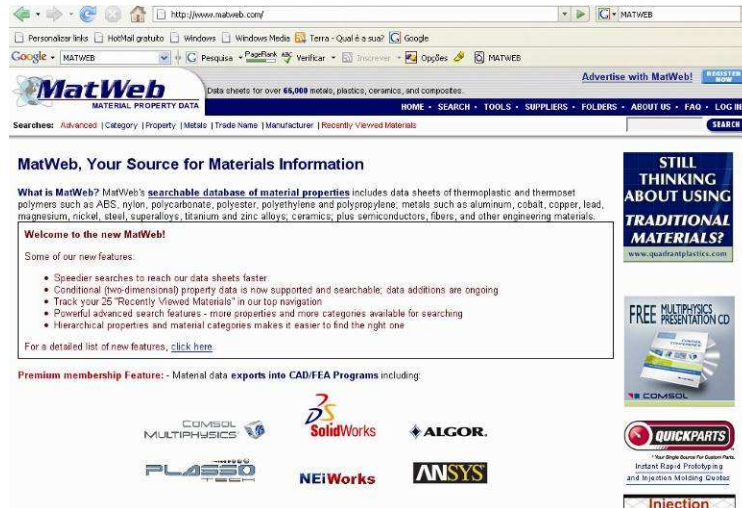 http://www.matweb.com/
MATWEB
Personalizar links HotMail gratuito Windows Windows Media Terra - Qual é a sua? Google
Google MATWEB Pesquisa PageRank Verificar Inscrever Opções MATWEB
Advertise with MatWeb! REGISTER NOW
MatWeb
MATERIAL PROPERTY DATA
Data sheets for over 66,000 metals, plastics, ceramics, and composites.
HOME - SEARCH - TOOLS - SUPPLIERS - FOLDERS - ABOUT US - FAQ - LOG IN
Searches: Advanced | Category | Property | Metals | Trade Name | Manufacturer | Recently Viewed Materials SEARCH
MatWeb, Your Source for Materials Information
What is MatWeb? MatWeb's searchable database of material properties includes data sheets of thermoplastic and thermoset
polymers such as ABS, nylon, polycarbonate, polyester, polyethylene and polypropylene; metals such as aluminum, cobalt, copper, lead,
magnesium, nickel, steel, superalloys, titanium and zinc alloys; ceramics; plus semiconductors, fibers, and other engineering materials.
Welcome to the new MatWeb!
Some of our new features:
• Speedier searches to reach our data sheets faster
• Conditional (two-dimensional) property data is now supported and searchable; data additions are ongoing
• Track your 25 "Recently Viewed Materials" in our top navigation
• Powerful advanced search features - more properties and more categories available for searching
• Hierarchical properties and material categories makes it easier to find the right one
For a detailed list of new features, click here.
Premium membership Feature: - Material data exports into CAD/FEA Programs including:
COMSOL
MULTIPHYSICS
SolidWorks
ALGOR.
PLASSO
TECH
NEiWorks
ANSYS
STILL
THINKING
ABOUT USING
TRADITIONAL
MATERIALS?
www.quadrantplastics.com
FREE MULTIPHYSICS
PRESENTATION CD
COMSOL
QUICKPARTS
Your Single Source For Custom Parts.
Instant Rapid Prototyping
and Injection Molding Quotes
Injection